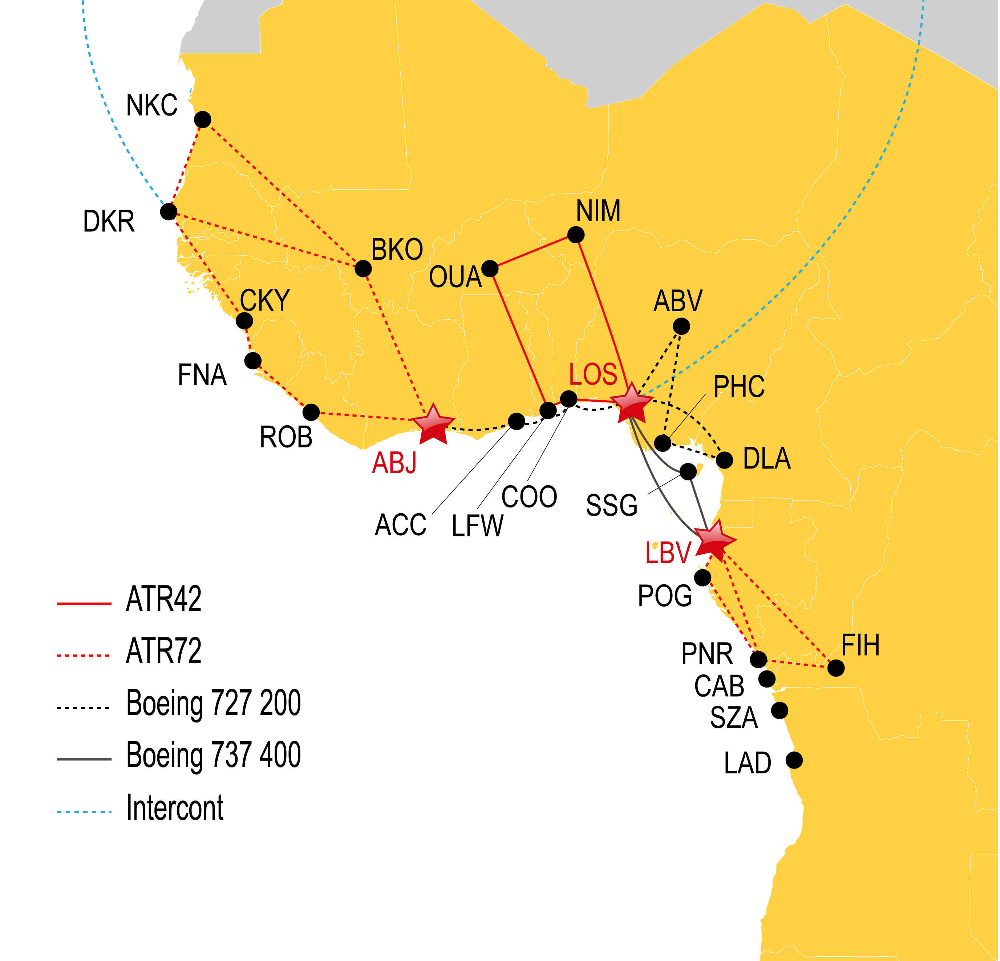 NKC
DKR
NIM
BKO
OUA
CKY
ABV
FNA
LOS
PHC
ROB
ABJ
DLA
COO
SSG
ACC
LFW
LBV
POG
ATR42
FIH
ATR72
PNR
CAB
Boeing 727 200
SZA
Boeing 737 400
LAD
Intercont